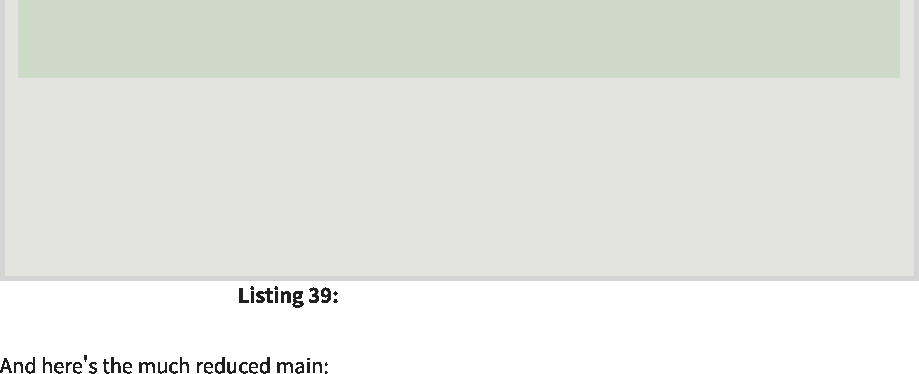 Listing 39:
And here's the much reduced main: